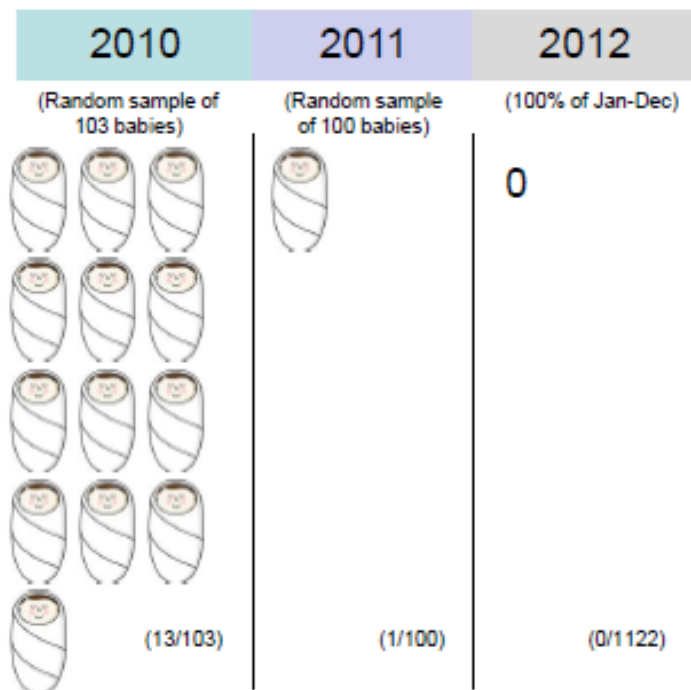 2010 2011 2012
(Random sample of
103 babies)
(Random sample
of 100 babies)
(100% of Jan-Dec)
0
(13/103) (1/100) (0/1122)